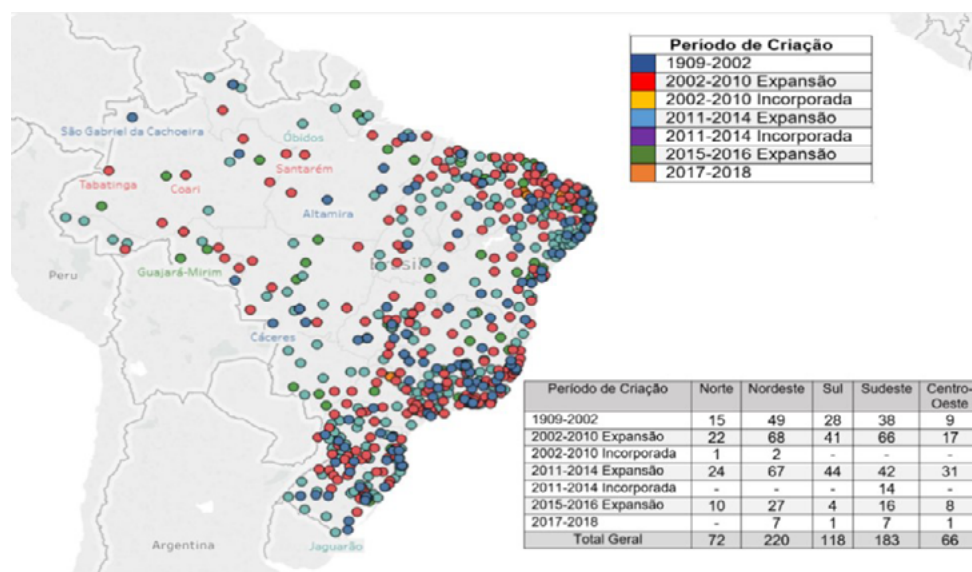 Período de Criação
1909-2002
2002-2010 Expansão
2002-2010 Incorporada
2011-2014 Expansão
2011-2014 Incorporada
2015-2016 Expansão
2017-2018
São Gabriel da Cachoeira
Óbidos
Santarém
Tabatinga
Coari
Altamira
Guajará-Mirim
Peru
Brasil
Cáceres
Argentina
Jaguarão
Período de Criação Norte Nordeste Sul Sudeste Centro-Oeste
1909-2002 15 49 28 38 9
2002-2010 Expansão 22 68 41 66 17
2002-2010 Incorporada 1 2 - - -
2011-2014 Expansão 24 67 44 42 31
2011-2014 Incorporada - - - 14 -
2015-2016 Expansão 10 27 4 16 8
2017-2018 - 7 1 7 1
Total Geral 72 220 118 183 66